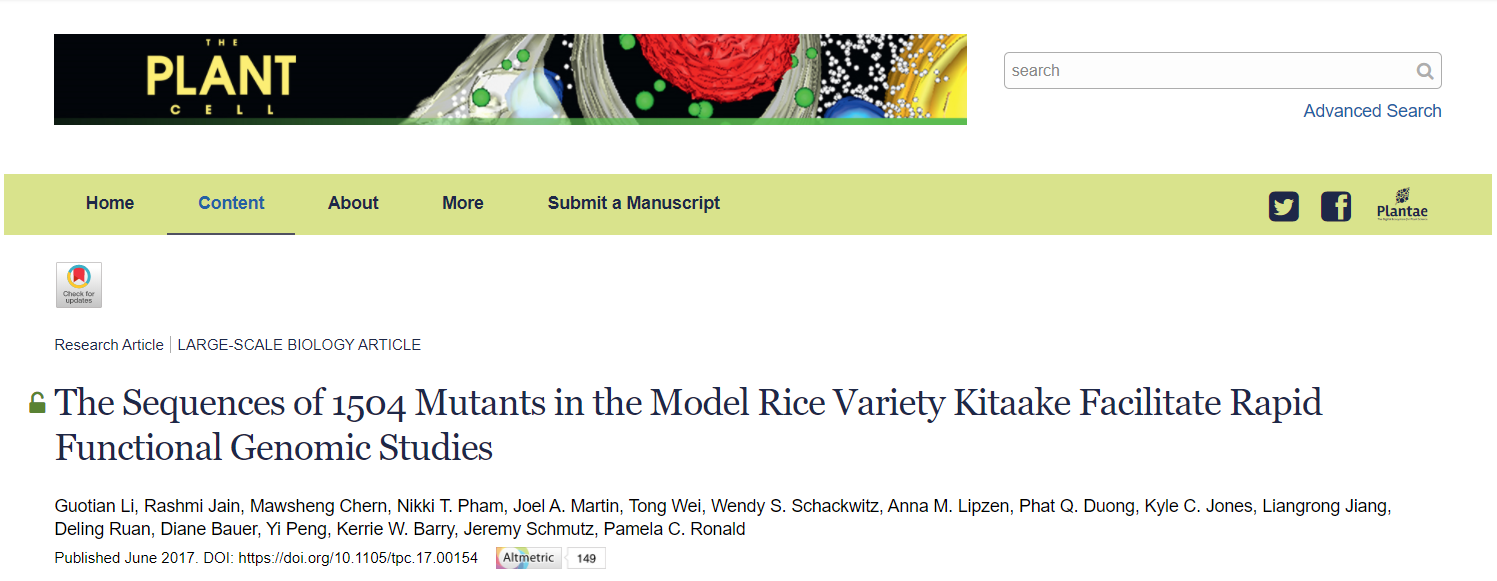 THE
PLANT
CELL
search
Advanced Search
Home Content About More Submit a Manuscript
Plantae
Check for
updates
Research Article | LARGE-SCALE BIOLOGY ARTICLE
The Sequences of 1504 Mutants in the Model Rice Variety Kitaake Facilitate Rapid
Functional Genomic Studies
Guotian Li, Rashmi Jain, Mawsheng Chern, Nikki T. Pham, Joel A. Martin, Tong Wei, Wendy S. Schackwitz, Anna M. Lipzen, Phat Q. Duong, Kyle C. Jones, Liangrong Jiang,
Deling Ruan, Diane Bauer, Yi Peng, Kerrie W. Barry, Jeremy Schmutz, Pamela C. Ronald
Published June 2017. DOI: https://doi.org/10.1105/tpc.17.00154 Altmetric 149